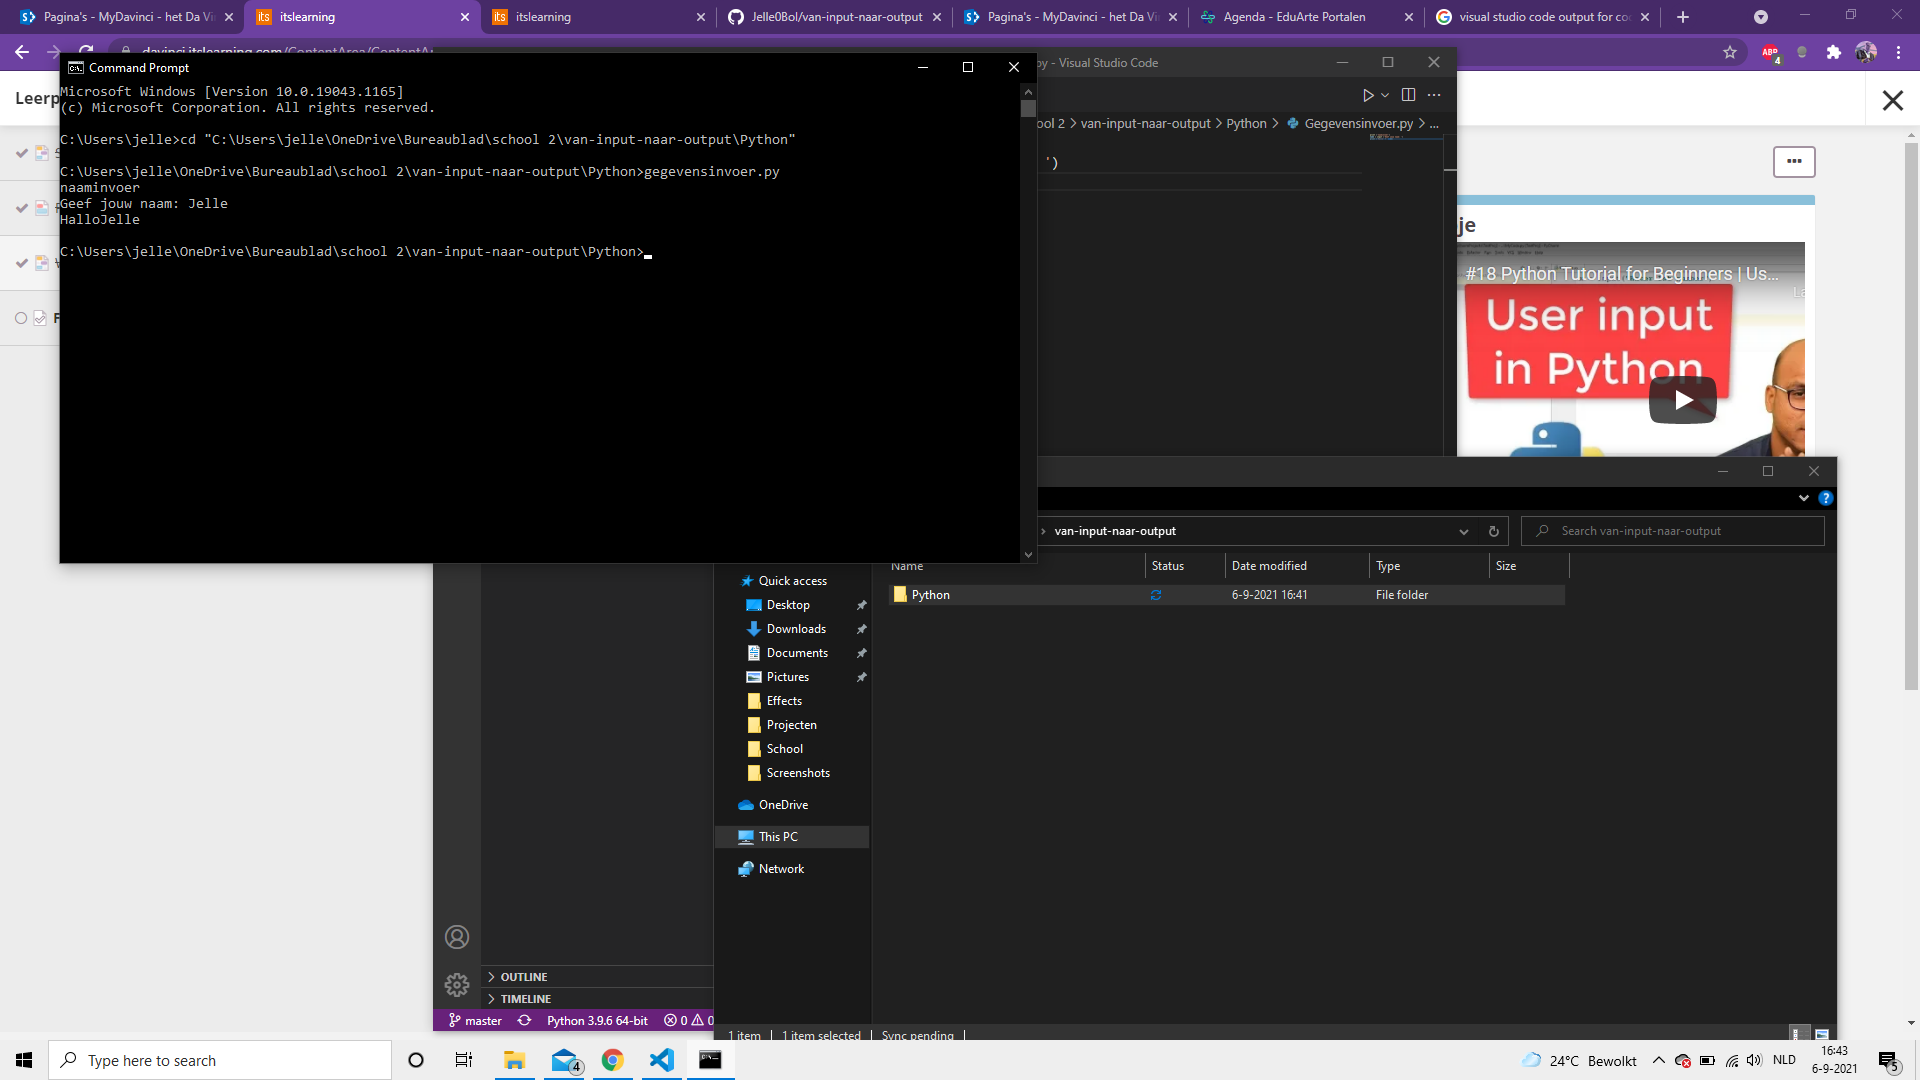 Pagina's - MyDavinci - het Da Vi
itslearning
itslearning
Jelle0Bol/van-input-naar-output
Pagina's - MyDavinci - het Da Vi
Agenda - EduArte Portalen
visual studio code output for co
ABP
4
Leerp
Command Prompt
Microsoft Windows [Version 10.0.19043.1165]
(c) Microsoft Corporation. All rights reserved.
C:\Users\jelle>cd "C:\Users\jelle\OneDrive\Bureaublad\school 2\van-input-naar-output\Python"
C:\Users\jelle\OneDrive\Bureaublad\school 2\van-input-naar-output\Python>gegevensinvoer.py
naaminvoer
Geef jouw naam: Jelle
HalloJelle
C:\Users\jelle\OneDrive\Bureaublad\school 2\van-input-naar-output\Python>
py - Visual Studio Code
ool 2 > van-input-naar-output > Python > Gegevensinvoer.py > ...
')
je
#18 Python Tutorial for Beginners | Us...
User input
in Python
van-input-naar-output
Search van-input-naar-output
Name Status Date modified Type Size
Python 6-9-2021 16:41 File folder
Quick access
Desktop
Downloads
Documents
Pictures
Effects
Projecten
School
Screenshots
OneDrive
This PC
Network
OUTLINE
TIMELINE
master Python 3.9.6 64-bit 0 0
1 item 1 item selected Sync pending
Type here to search
4
24°C Bewolkt
NLD
16:43
6-9-2021
5